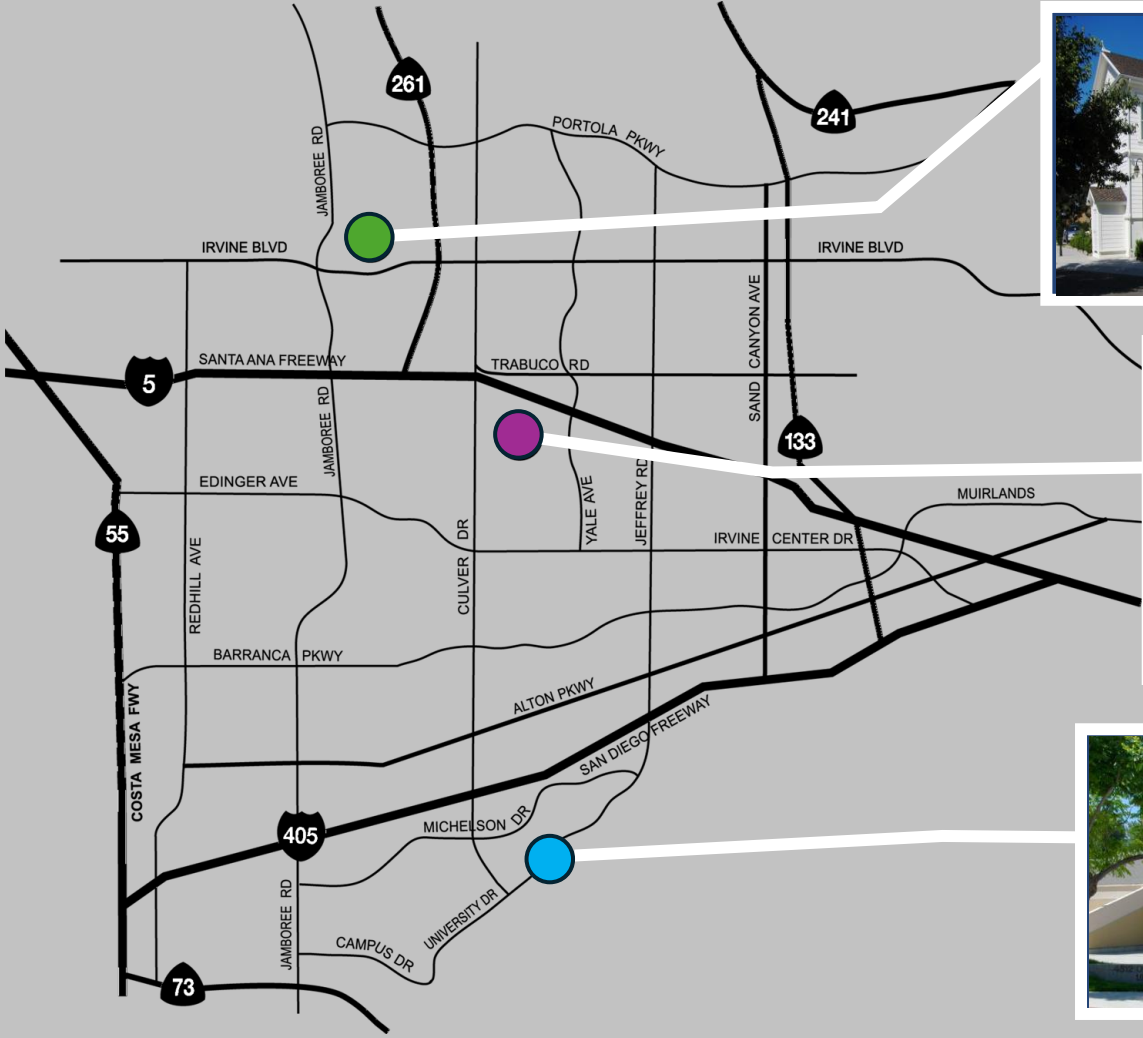 261
241
PORTOLA PKWY
JAMBOREE RD
IRVINE BLVD
IRVINE BLVD
SAND CANYON AVE
SANTA ANA FREEWAY
TRABUCO RD
5
JAMBOREE RD
133
EDINGER AVE
YALE AVE
JEFFREY RD
MUIRLANDS
55
REDHILL AVE
CULVER DR
IRVINE CENTER DR
BARRANCA PKWY
COSTA MESA FWY
ALTON PKWY
SAN DIEGO FREEWAY
405
MICHELSON DR
JAMBOREE RD
UNIVERSITY DR
CAMPUS DR
73